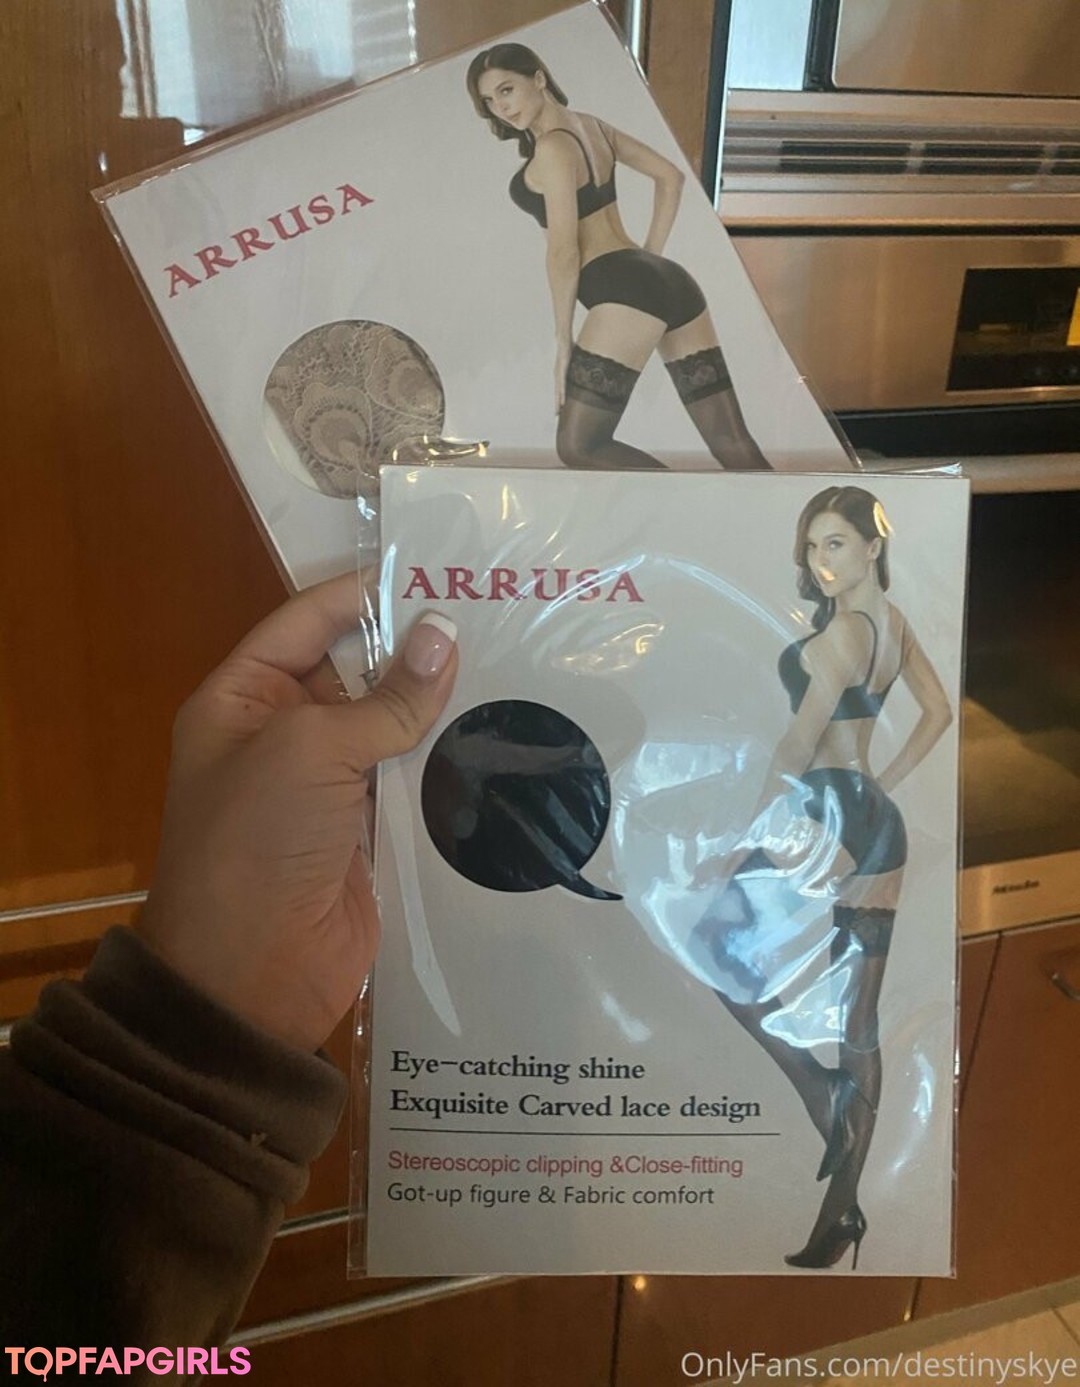 ARRUSA
ARRUSA
Eye-catching shine
Exquisite Carved lace design
Stereoscopic clipping &Close-fitting
Got-up figure & Fabric comfort
Miele
TOPFAPGIRLS
OnlyFans.com/destinyskye